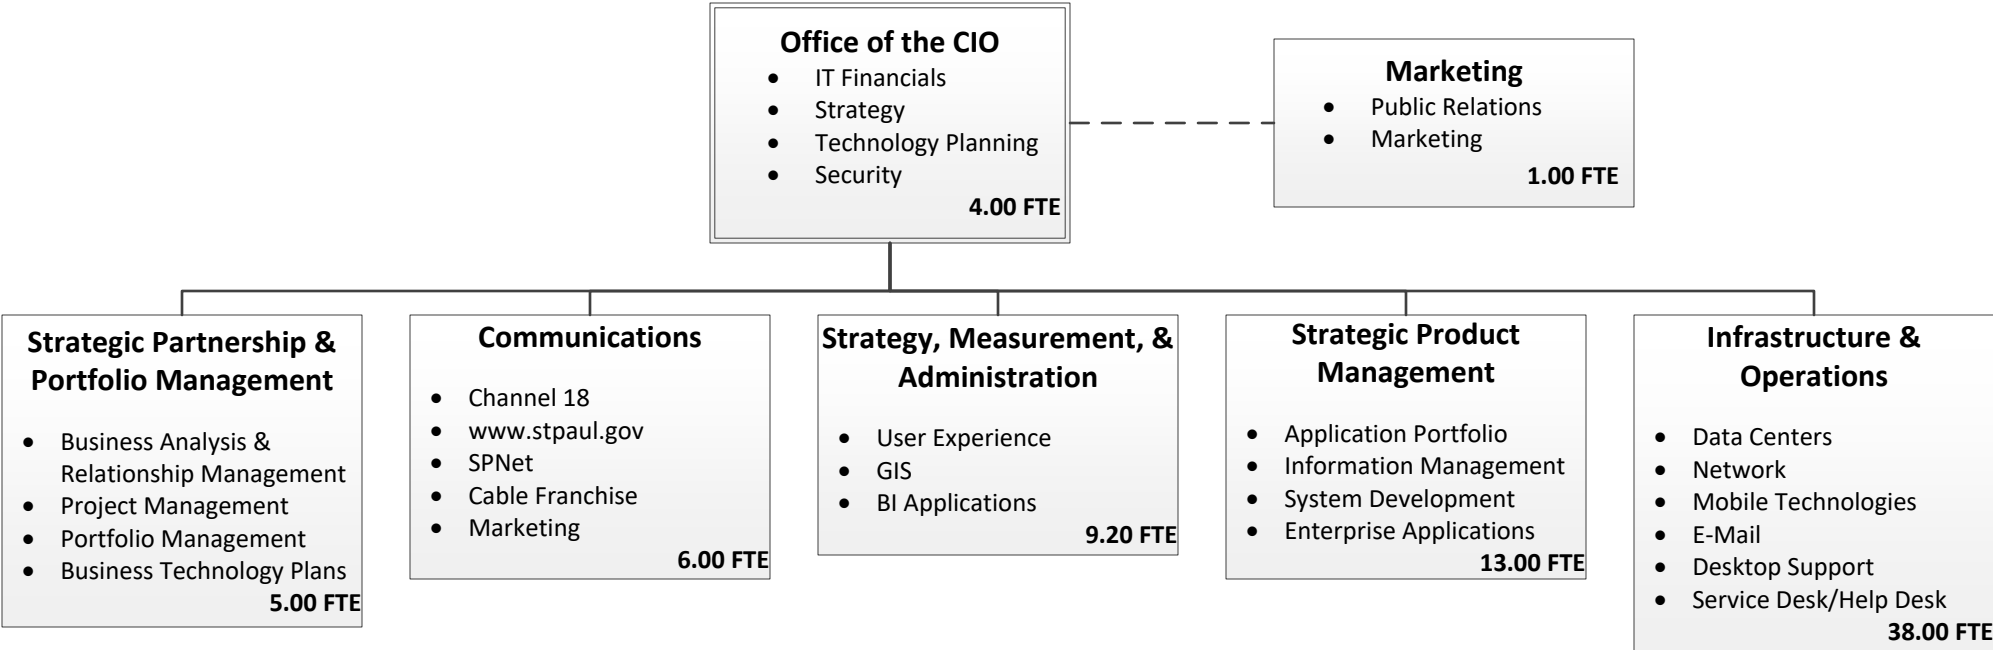 Office of the CIO
• IT Financials
• Strategy
• Technology Planning
• Security
4.00 FTE
Marketing
• Public Relations
• Marketing
1.00 FTE
Strategic Partnership &
Portfolio Management
• Business Analysis &
Relationship Management
• Project Management
• Portfolio Management
• Business Technology Plans
5.00 FTE
Communications
• Channel 18
• www.stpaul.gov
• SPNet
• Cable Franchise
• Marketing
6.00 FTE
Strategy, Measurement, &
Administration
• User Experience
• GIS
• BI Applications
9.20 FTE
Strategic Product
Management
• Application Portfolio
• Information Management
• System Development
• Enterprise Applications
13.00 FTE
Infrastructure &
Operations
• Data Centers
• Network
• Mobile Technologies
• E-Mail
• Desktop Support
• Service Desk/Help Desk
38.00 FTE